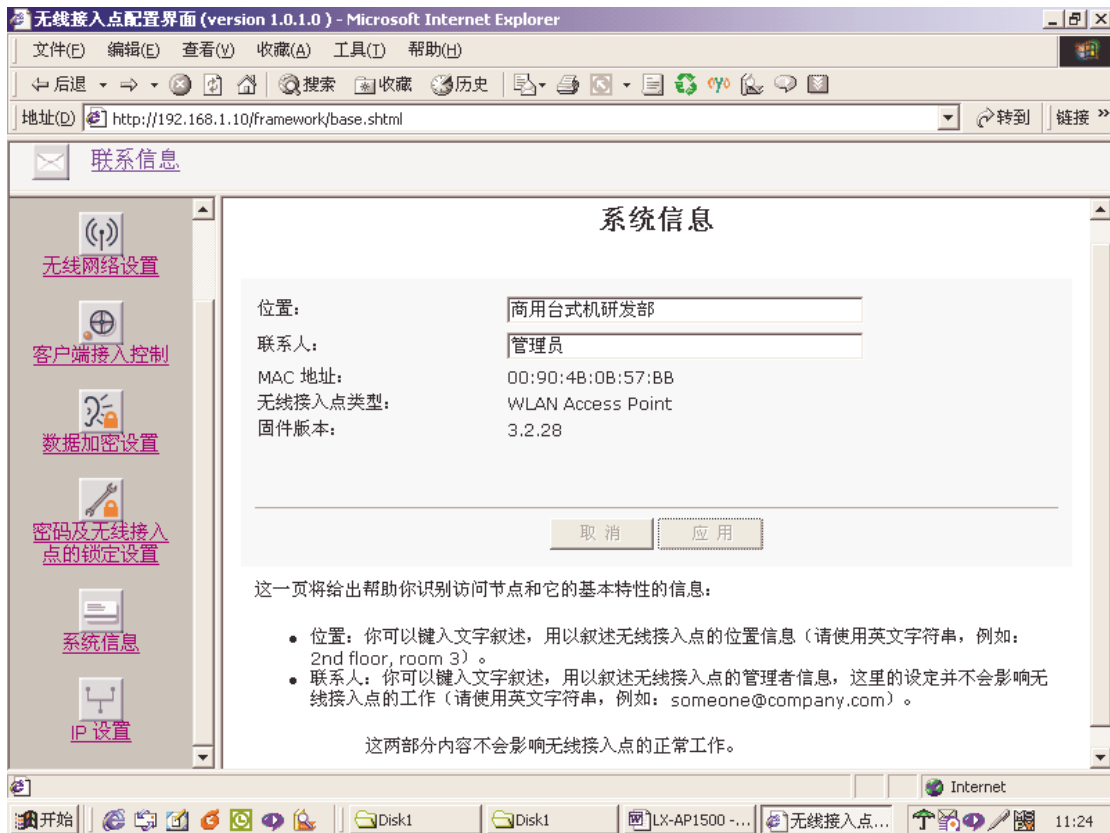 无线接入点配置界面 (version 1.0.1.0 ) - Microsoft Internet Explorer
文件(F) 编辑(E) 查看(V) 收藏(A) 工具(T) 帮助(H)
后退 搜索 收藏 历史
地址(D) http://192.168.1.10/framework/base.shtml 转到 链接 »
联系信息
无线网络设置
客户端接入控制
数据加密设置
密码及无线接入
点的锁定设置
系统信息
IP 设置
系统信息
位置: 商用台式机研发部
联系人: 管理员
MAC 地址: 00:90:4B:0B:57:BB
无线接入点类型: WLAN Access Point
固件版本: 3.2.28
取 消 应 用
这一页将给出帮助你识别访问节点和它的基本特性的信息:
• 位置: 你可以键入文字叙述，用以叙述无线接入点的位置信息（请使用英文字符串，例如:
2nd floor, room 3）。
• 联系人: 你可以键入文字叙述，用以叙述无线接入点的管理者信息，这里的设定并不会影响无
线接入点的工作（请使用英文字符串，例如: someone@company.com）。
这两部分内容不会影响无线接入点的正常工作。
Internet
开始 Disk1 Disk1 LX-AP1500 -... 无线接入点... 11:24